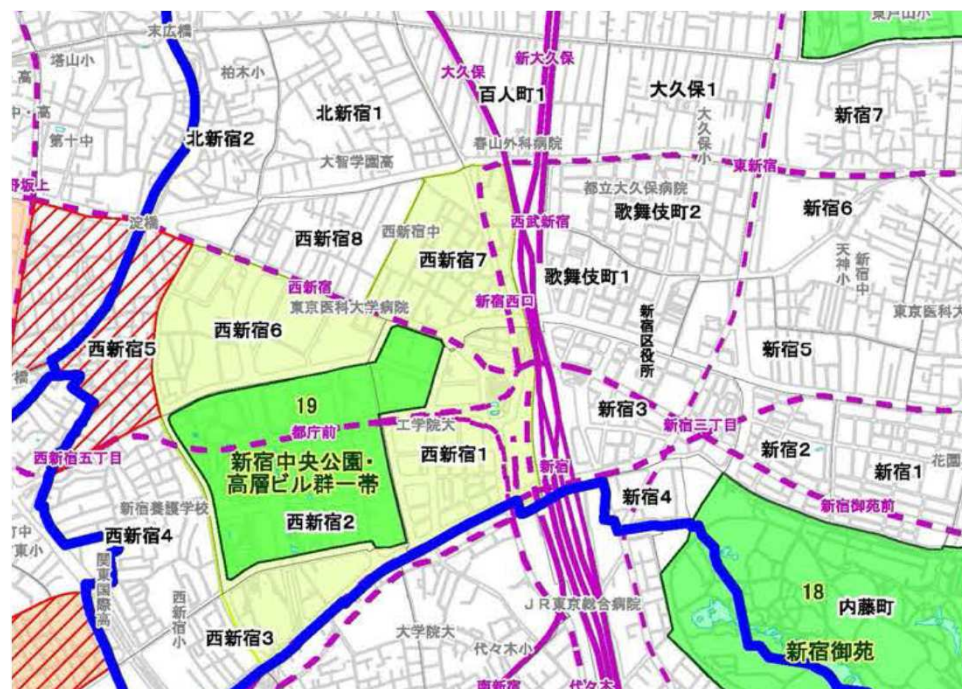 東戸山小
末広橋
塔山小
高
柏木小
大久保
新大久保
百人町1
大久保1
中・高
第十中
北新宿2
北新宿1
大久保小
新宿7
大智学園高
春山外科病院
東新宿
野坂上
都立大久保病院
淀橋
西新宿8
西新宿中
西武新宿
歌舞伎町2
新宿6
西新宿7
天神小
新宿中
西新宿
歌舞伎町1
新宿西口
東京医科大学病院
新宿区役所
東京医科大
西新宿6
西新宿5
新宿5
橋
19
都庁前
工学院大
新宿3
新宿三丁目
西新宿五丁目
新宿中央公園・
高層ビル群一帯
西新宿1
新宿
新宿2
新宿1
花園
新宿養護学校
西新宿2
新宿4
新宿御苑前
町中
東小
西新宿4
関東国際高
西新宿小
西新宿3
大学院大
JR東京総合病院
代々木小
18
内藤町
新宿御苑
南新宿
代々木